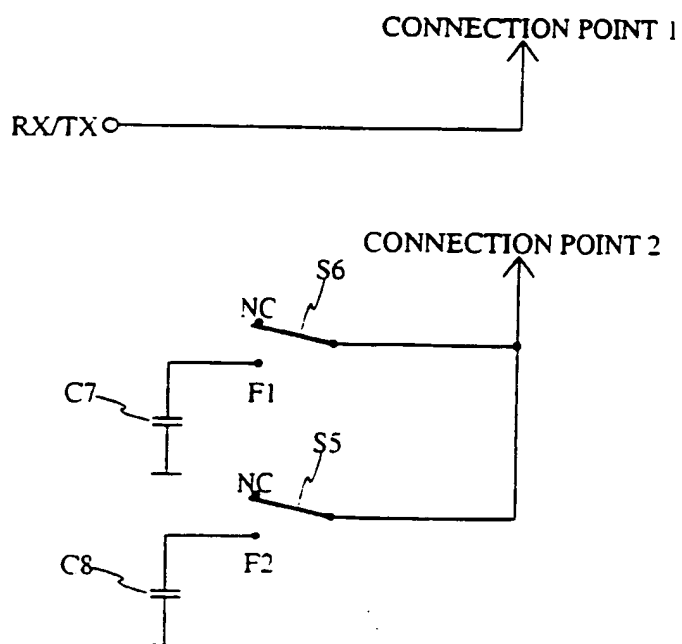 CONNECTION POINT 1
RX/TX
CONNECTION POINT 2
S6
NC
C7
F1
S5
NC
C8
F2